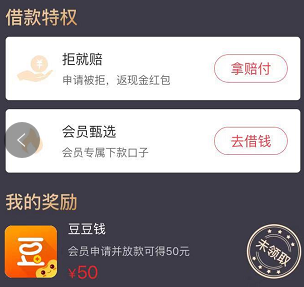 借款特权
拒就赔
申请被拒，返现金红包
拿赔付
会员甄选
会员专属下款口子
去借钱
我的奖励
豆
豆豆钱
会员申请并放款可得50元
¥50
未领取